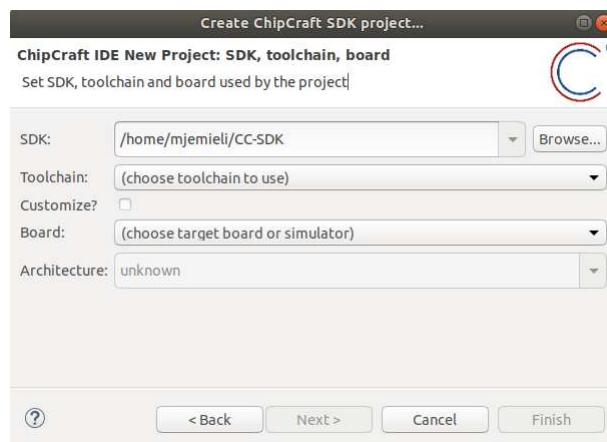 Create ChipCraft SDK project...
ChipCraft IDE New Project: SDK, toolchain, board
Set SDK, toolchain and board used by the project
SDK: /home/mjemieli/CC-SDK Browse...
Toolchain: (choose toolchain to use)
Customize?
Board: (choose target board or simulator)
Architecture: unknown
? < Back Next > Cancel Finish